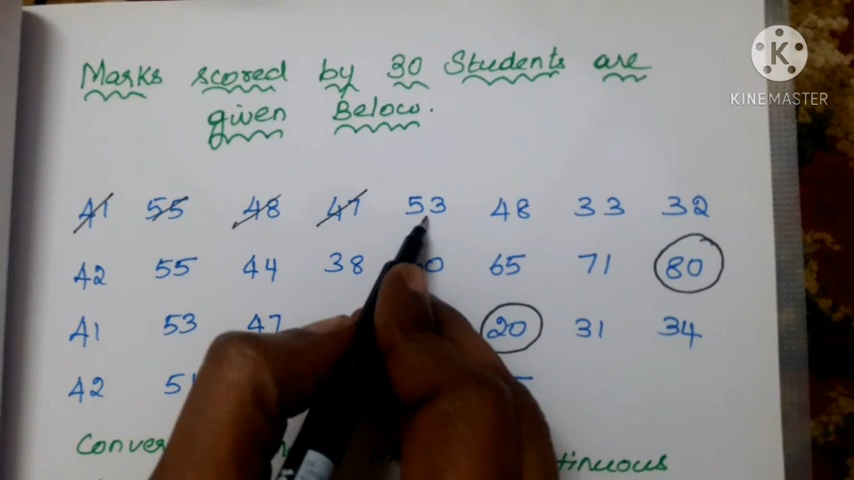 Marks scored by 30 Students are
given Below.
41 55 48 47 53 48 33 32
42 55 44 38 65 71 80
41 53 47 20 31 34
42
KINEMASTER